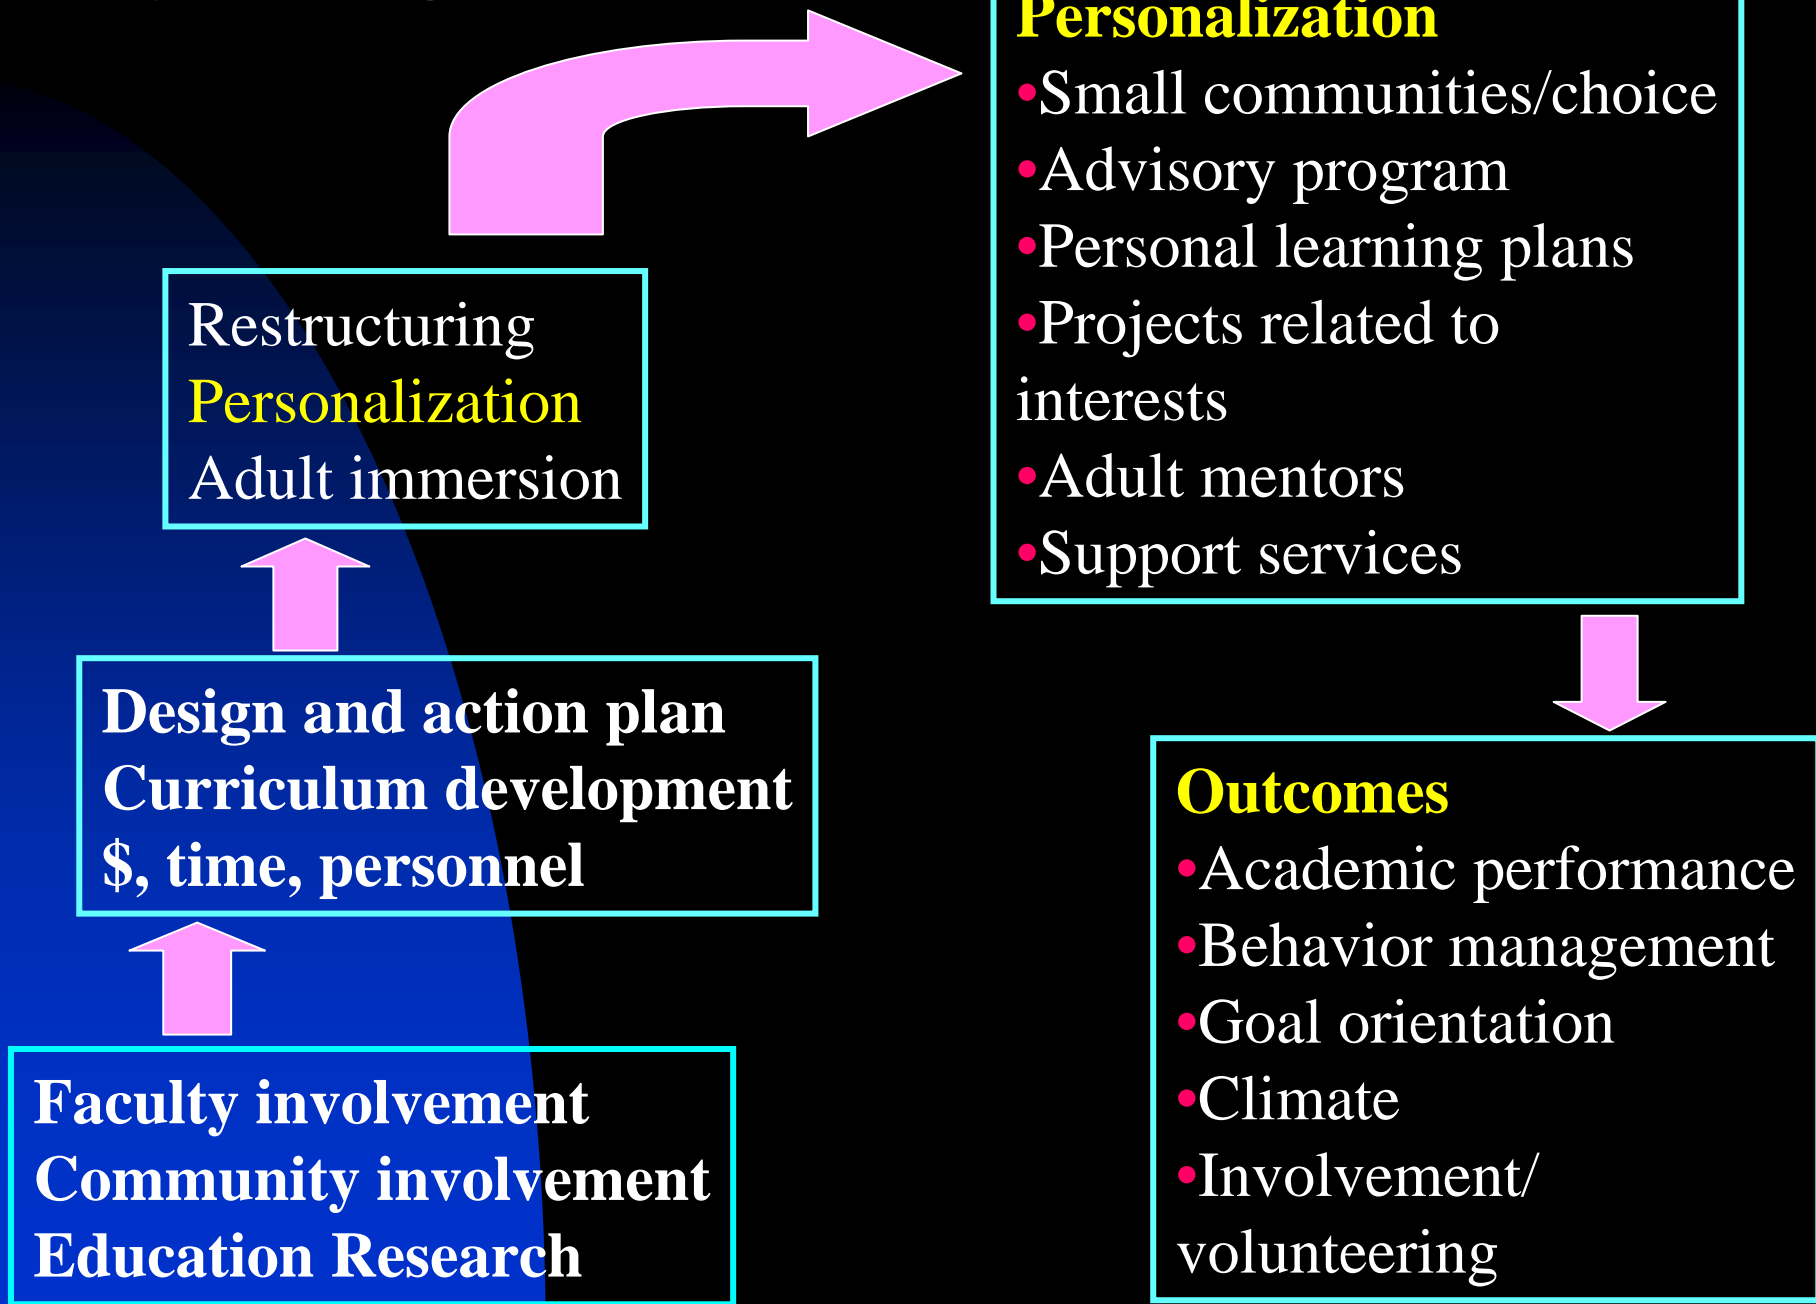 Personalization
•Small communities/choice
•Advisory program
•Personal learning plans
•Projects related to
interests
•Adult mentors
•Support services
Restructuring
Personalization
Adult immersion
Design and action plan
Curriculum development
$, time, personnel
Faculty involvement
Community involvement
Education Research
Outcomes
•Academic performance
•Behavior management
•Goal orientation
•Climate
•Involvement/
volunteering